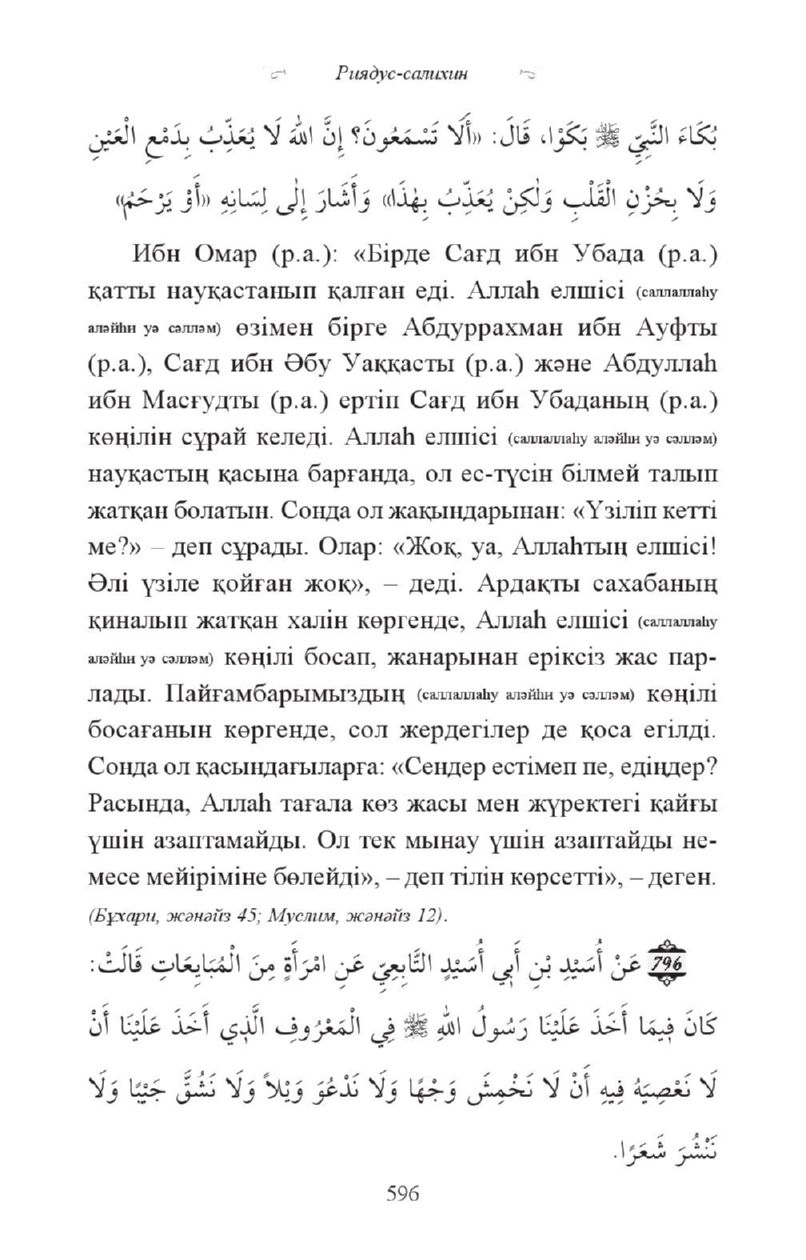 Риядус-салихин
بُكَاءَ النَّبِيِّ ﷺ بَكَوْا، قَالَ: «أَلَا تَسْمَعُونَ؟ إِنَّ اللهَ لَا يُعَذِّبُ بِدَمْعِ الْعَيْنِ
وَلَا بِحُزْنِ الْقَلْبِ وَلٰكِنْ يُعَذِّبُ بِهٰذَا» وَأَشَارَ إِلٰى لِسَانِهِ «أَوْ يَرْحَمُ»
Ибн Омар (р.а.): «Бірде Сағд ибн Убада (р.а.)
қатты науқастанып қалған еді. Аллаһ елшісі (саллаллаһу
аләйһи уә сәлләм) өзімен бірге Абдуррахман ибн Ауфты
(р.а.), Сағд ибн Әбу Уаққасты (р.а.) және Абдуллаһ
ибн Масғудты (р.а.) ертіп Сағд ибн Убаданың (р.а.)
көңілін сұрай келеді. Аллаһ елшісі (саллаллаһу аләйһи уә сәлләм)
науқастың қасына барғанда, ол ес-түсін білмей талып
жатқан болатын. Сонда ол жақындарынан: «Үзіліп кетті
ме?» – деп сұрады. Олар: «Жоқ, уа, Аллаһтың елшісі!
Әлі үзіле қойған жоқ», – деді. Ардақты сахабаның
қиналып жатқан халін көргенде, Аллаһ елшісі (саллаллаһу
аләйһи уә сәлләм) көңілі босап, жанарынан еріксіз жас пар-
лады. Пайғамбарымыздың (саллаллаһу аләйһи уә сәлләм) көңілі
босағанын көргенде, сол жердегілер де қоса егілді.
Сонда ол қасындағыларға: «Сендер естімеп пе, едіңдер?
Расында, Аллаһ тағала көз жасы мен жүректегі қайғы
үшін азаптамайды. Ол тек мынау үшін азаптайды не-
месе мейіріміне бөлейді», – деп тілін көрсетті», – деген.
(Бұхари, жәнәйз 45; Муслим, жәнәйз 12).
796 عَنْ أُسَيْدِ بْنِ أَبِي أُسَيْدٍ التَّابِعِيِّ عَنِ امْرَأَةٍ مِنَ الْمُبَايِعَاتِ قَالَتْ:
كَانَ فِيمَا أَخَذَ عَلَيْنَا رَسُولُ اللهِ ﷺ فِي الْمَعْرُوفِ الَّذِي أَخَذَ عَلَيْنَا أَنْ
لَا نَعْصِيَهُ فِيهِ أَنْ لَا نَخْمِشَ وَجْهًا وَلَا نَدْعُوَ وَيْلاً وَلَا نَشُقَّ جَيْبًا وَلَا
نَنْشُرَ شَعَرًا.
596